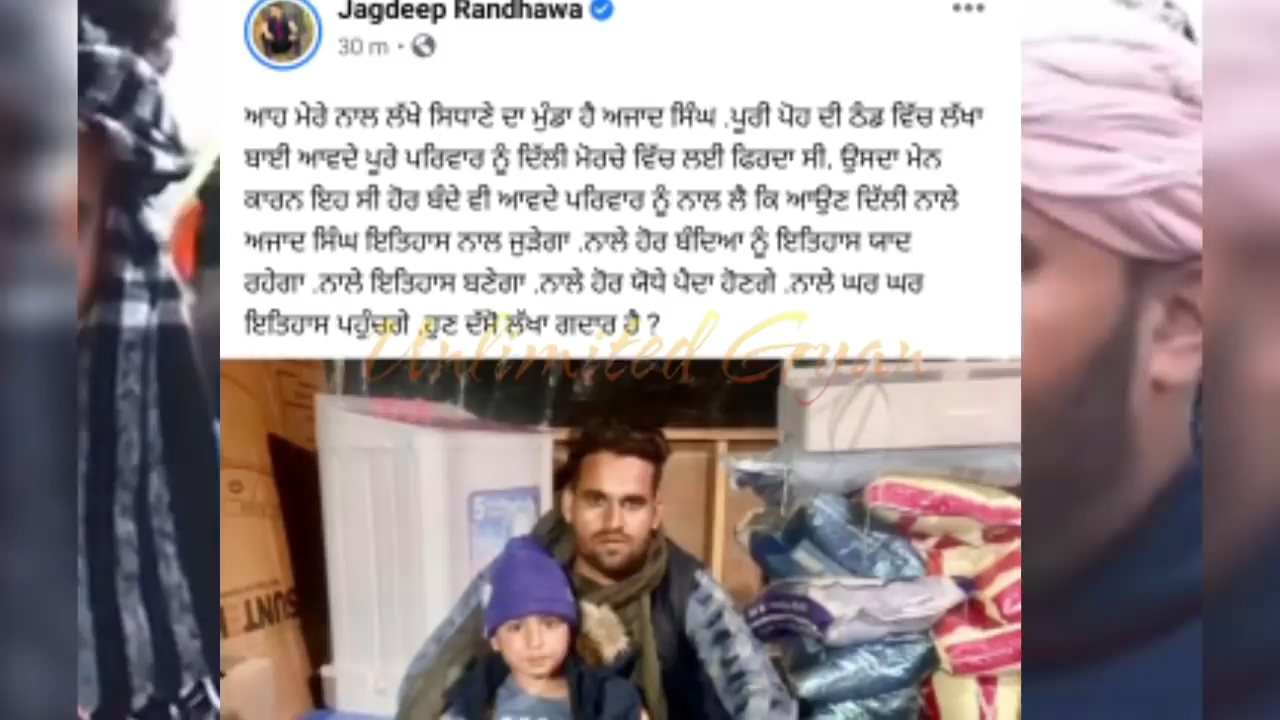 Jagdeep Randhawa
30 m
ਆਹ ਮੇਰੇ ਨਾਲ ਲੱਖੇ ਸਿਧਾਣੇ ਦਾ ਮੁੰਡਾ ਹੈ ਅਜਾਦ ਸਿੰਘ .ਪੂਰੀ ਪੋਹ ਦੀ ਠੰਡ ਵਿੱਚ ਲੱਖਾ
ਬਾਈ ਆਵਦੇ ਪੂਰੇ ਪਰਿਵਾਰ ਨੂੰ ਦਿੱਲੀ ਮੋਰਚੇ ਵਿੱਚ ਲਈ ਫਿਰਦਾ ਸੀ. ਉਸਦਾ ਮੇਨ
ਕਾਰਨ ਇਹ ਸੀ ਹੋਰ ਬੰਦੇ ਵੀ ਆਵਦੇ ਪਰਿਵਾਰ ਨੂੰ ਨਾਲ ਲੈ ਕਿ ਆਉਣ ਦਿੱਲੀ ਨਾਲੇ
ਅਜਾਦ ਸਿੰਘ ਇਤਿਹਾਸ ਨਾਲ ਜੁੜੇਗਾ .ਨਾਲੇ ਹੋਰ ਬੰਦਿਆ ਨੂੰ ਇਤਿਹਾਸ ਯਾਦ
ਰਹੇਗਾ .ਨਾਲੇ ਇਤਿਹਾਸ ਬਣੇਗਾ .ਨਾਲੇ ਹੋਰ ਯੋਧੇ ਪੈਦਾ ਹੋਣਗੇ .ਨਾਲੇ ਘਰ ਘਰ
ਇਤਿਹਾਸ ਪਹੁੰਚਗੇ .ਹੁਣ ਦੱਸੋ ਲੱਖਾ ਗਦਾਰ ਹੈ ?
Unlimited Gyan